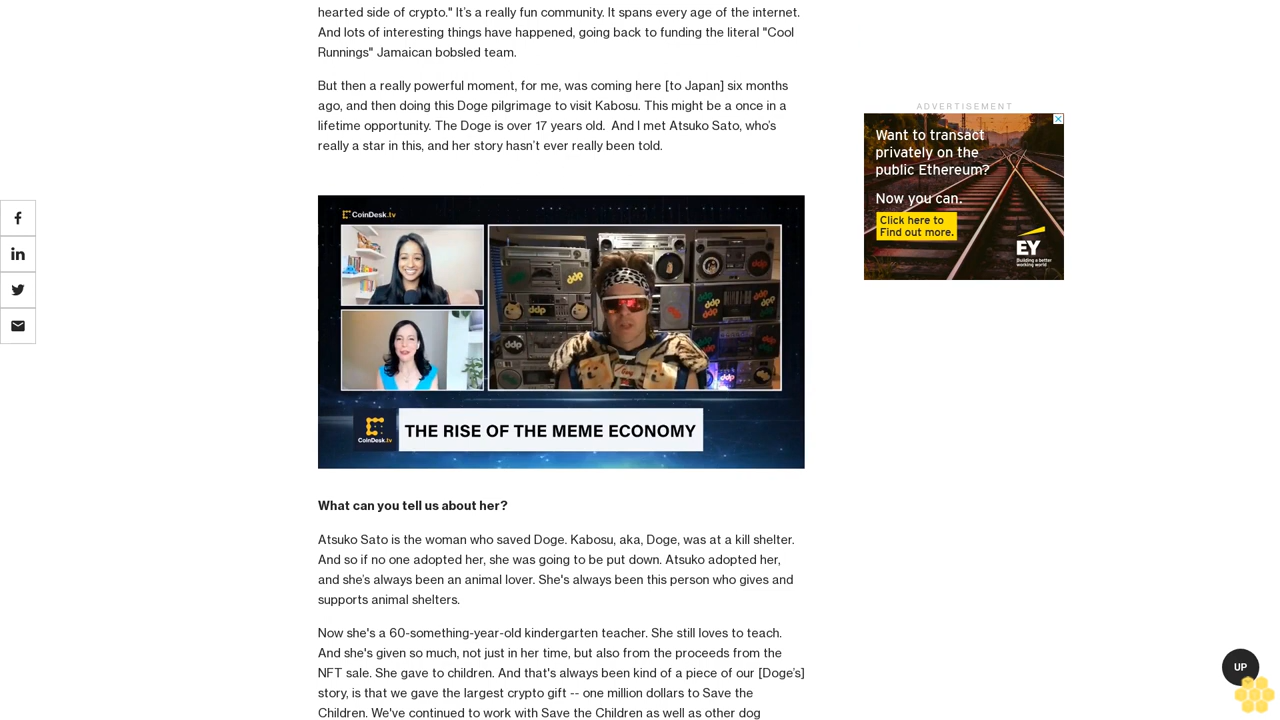 hearted side of crypto." It’s a really fun community. It spans every age of the internet.
And lots of interesting things have happened, going back to funding the literal "Cool
Runnings" Jamaican bobsled team.
But then a really powerful moment, for me, was coming here [to Japan] six months
ago, and then doing this Doge pilgrimage to visit Kabosu. This might be a once in a
lifetime opportunity. The Doge is over 17 years old.  And I met Atsuko Sato, who’s
really a star in this, and her story hasn’t ever really been told.
ADVERTISEMENT
Want to transact
privately on the
public Ethereum?
Now you can.
Click here to
Find out more.
EY
Building a better
working world
CoinDesk.tv
ddp
ddp
ddp
ddp
ddp
ddp
CoinDesk.tv
THE RISE OF THE MEME ECONOMY
What can you tell us about her?
Atsuko Sato is the woman who saved Doge. Kabosu, aka, Doge, was at a kill shelter.
And so if no one adopted her, she was going to be put down. Atsuko adopted her,
and she’s always been an animal lover. She's always been this person who gives and
supports animal shelters.
Now she's a 60-something-year-old kindergarten teacher. She still loves to teach.
And she's given so much, not just in her time, but also from the proceeds from the
NFT sale. She gave to children. And that's always been kind of a piece of our [Doge’s]
story, is that we gave the largest crypto gift -- one million dollars to Save the
Children. We've continued to work with Save the Children as well as other dog
UP